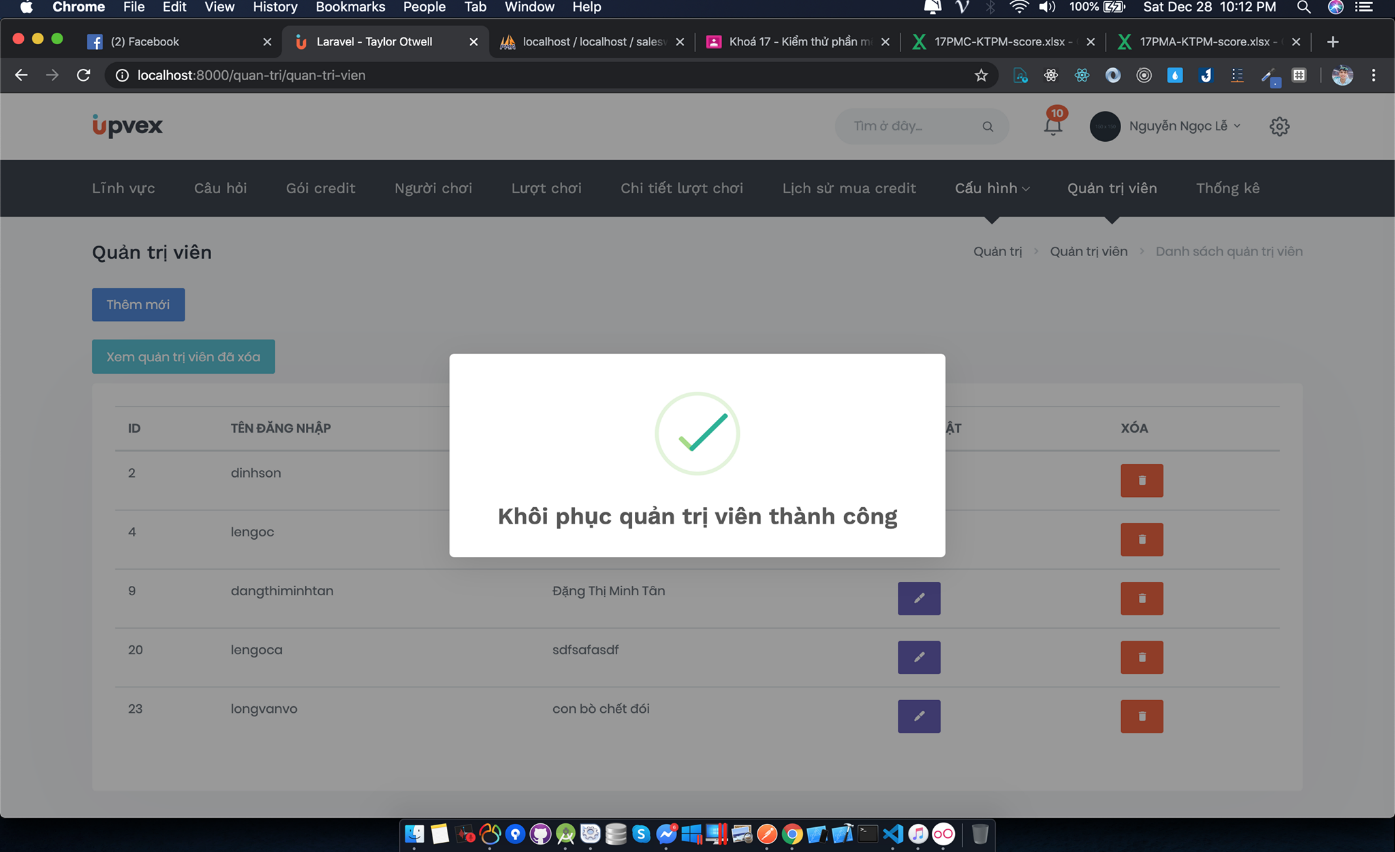 Chrome File Edit View History Bookmarks People Tab Window Help 100% Sat Dec 28 10:12 PM
(2) Facebook Laravel - Taylor Otwell localhost / localhost / sales Khoá 17 - Kiểm thử phần m 17PMC-KTPM-score.xlsx - 17PMA-KTPM-score.xlsx -
localhost:8000/quan-tri/quan-tri-vien
upvex Tìm ở đây... 10 Nguyễn Ngọc Lễ
Lĩnh vực Câu hỏi Gói credit Người chơi Lượt chơi Chi tiết lượt chơi Lịch sử mua credit Cấu hình Quản trị viên Thống kê
Quản trị viên Quản trị Quản trị viên Danh sách quản trị viên
Thêm mới
Xem quản trị viên đã xóa
ID TÊN ĐĂNG NHẬP ẬT XÓA
2 dinhson
4 lengoc
Khôi phục quản trị viên thành công
9 dangthiminhtan Đặng Thị Minh Tân
20 lengoca sdfsafasdf
23 longvanvo con bò chết đói